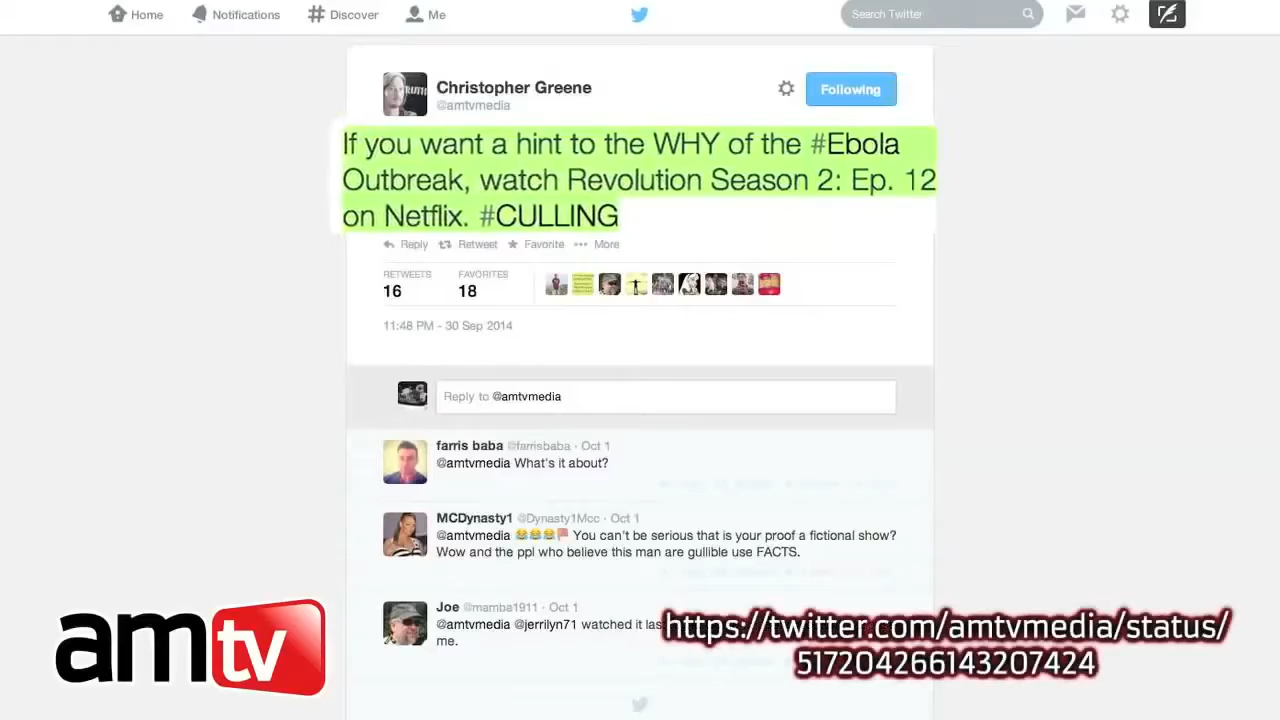 Home Notifications Discover Me Search Twitter
Christopher Greene
@amtvmedia
Following
If you want a hint to the WHY of the #Ebola
Outbreak, watch Revolution Season 2: Ep. 12
on Netflix. #CULLING
Reply Retweet Favorite More
RETWEETS FAVORITES
16 18
11:48 PM - 30 Sep 2014
Reply to @amtvmedia
farris baba @farrisbaba · Oct 1
@amtvmedia What's it about?
MCDynasty1 @Dynasty1Mcc · Oct 1
@amtvmedia 😂😂😂🚩 You can't be serious that is your proof a fictional show?
Wow and the ppl who believe this man are gullible use FACTS.
Joe @mamba1911 · Oct 1
@amtvmedia @jerrilyn71 watched it
me.
amtv
https://twitter.com/amtvmedia/status/
517204266143207424